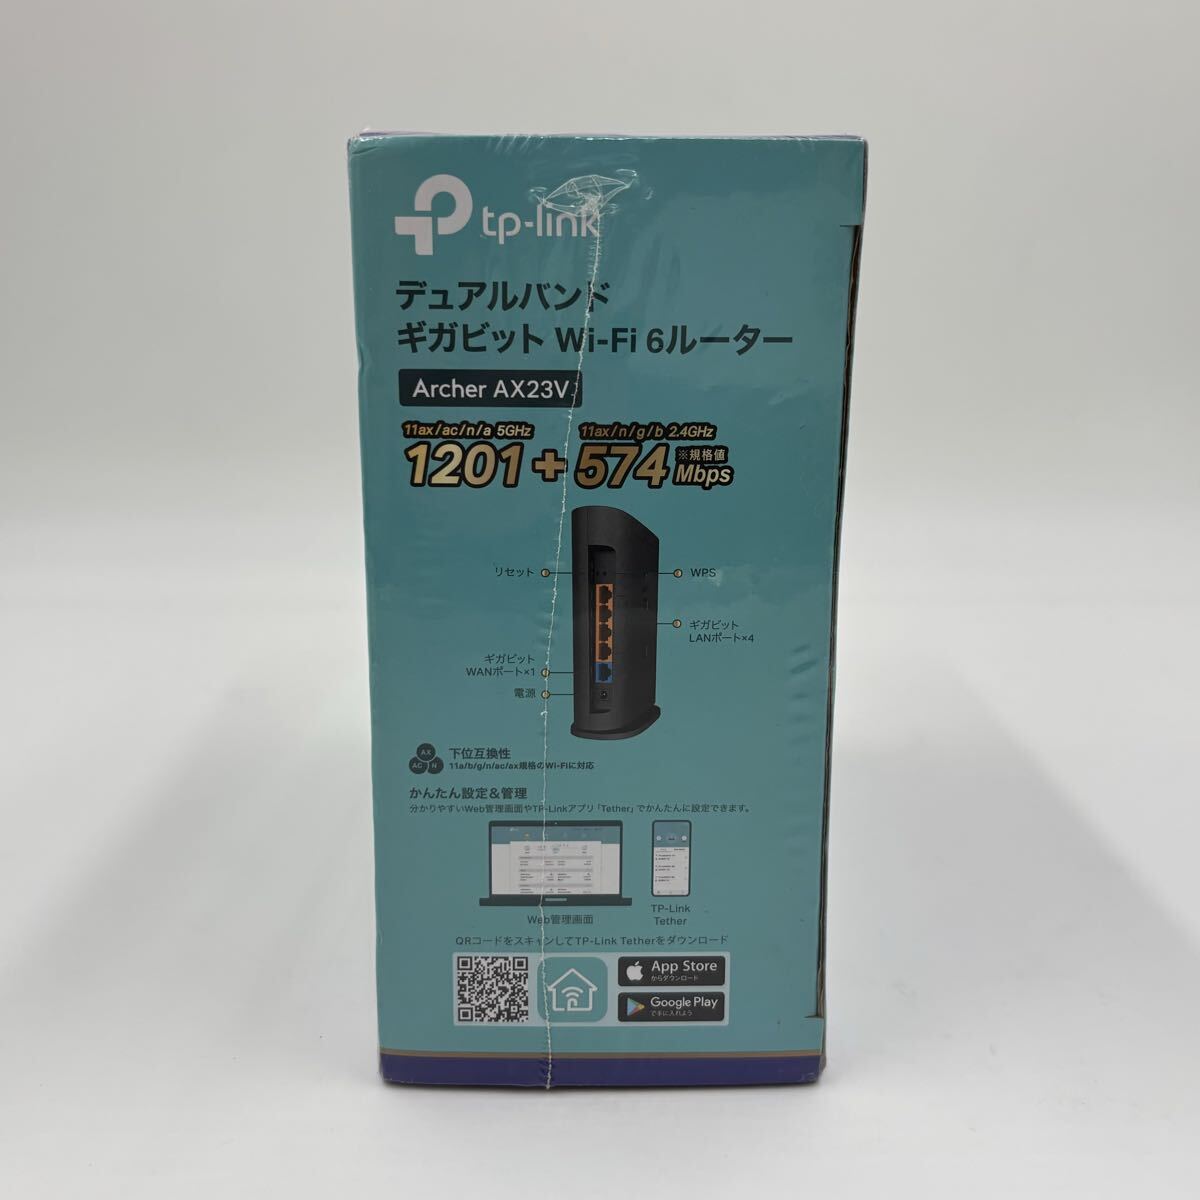 tp-link
デュアルバンド
ギガビット Wi-Fi 6ルーター
Archer AX23V
11ax/ac/n/a 5GHz 11ax/n/g/b 2.4GHz
1201 + 574 ※規格値 Mbps
リセット
WPS
ギガビット
LANポート×4
ギガビット
WANポート×1
電源
AX
AC N
下位互換性
11a/b/g/n/ac/ax規格のWi-Fiに対応
かんたん設定&管理
分かりやすいWeb管理画面やTP-Linkアプリ「Tether」でかんたんに設定できます。
Web管理画面
TP-Link
Tether
QRコードをスキャンしてTP-Link Tetherをダウンロード
App Store
からダウンロード
Google Play
で手に入れよう